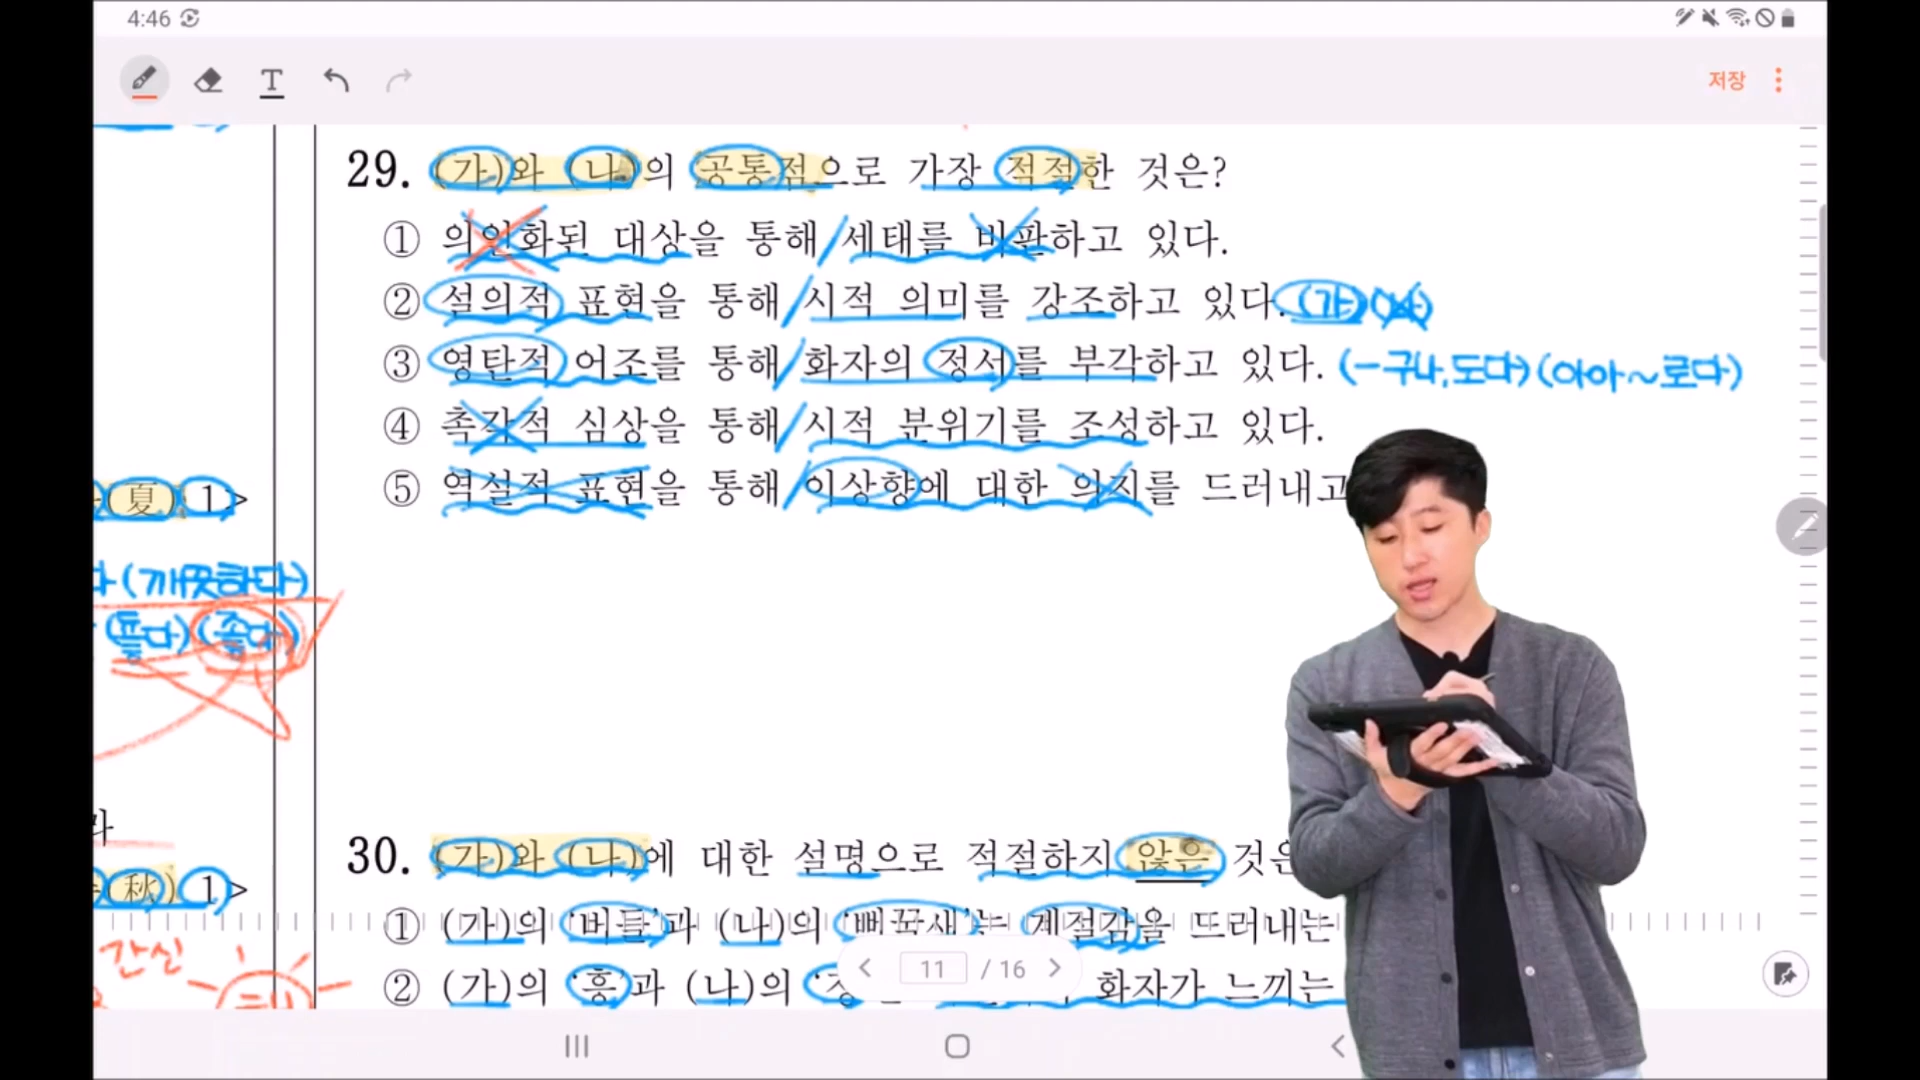 4:46
T
저장
29. (가)와 (나)의 공통점으로 가장 적절한 것은?
① 의인화된 대상을 통해 세태를 비판하고 있다.
② 설의적 표현을 통해 시적 의미를 강조하고 있다. (가)(나)
③ 영탄적 어조를 통해 화자의 정서를 부각하고 있다. (-구나, 도다) (아아~로다)
④ 촉각적 심상을 통해 시적 분위기를 조성하고 있다.
⑤ 역설적 표현을 통해 이상향에 대한 의지를 드러내고
(夏) 1>
다 (깨끗하다)
(좋다)
(秋) 1>
간신
30. (가)와 (나)에 대한 설명으로 적절하지 않은 것은
① (가)의 '버들'과 (나)의 '뻐꾹새'는 계절감을 드러내는
② (가)의 '흥'과 (나)의 화자가 느끼는
11 / 16